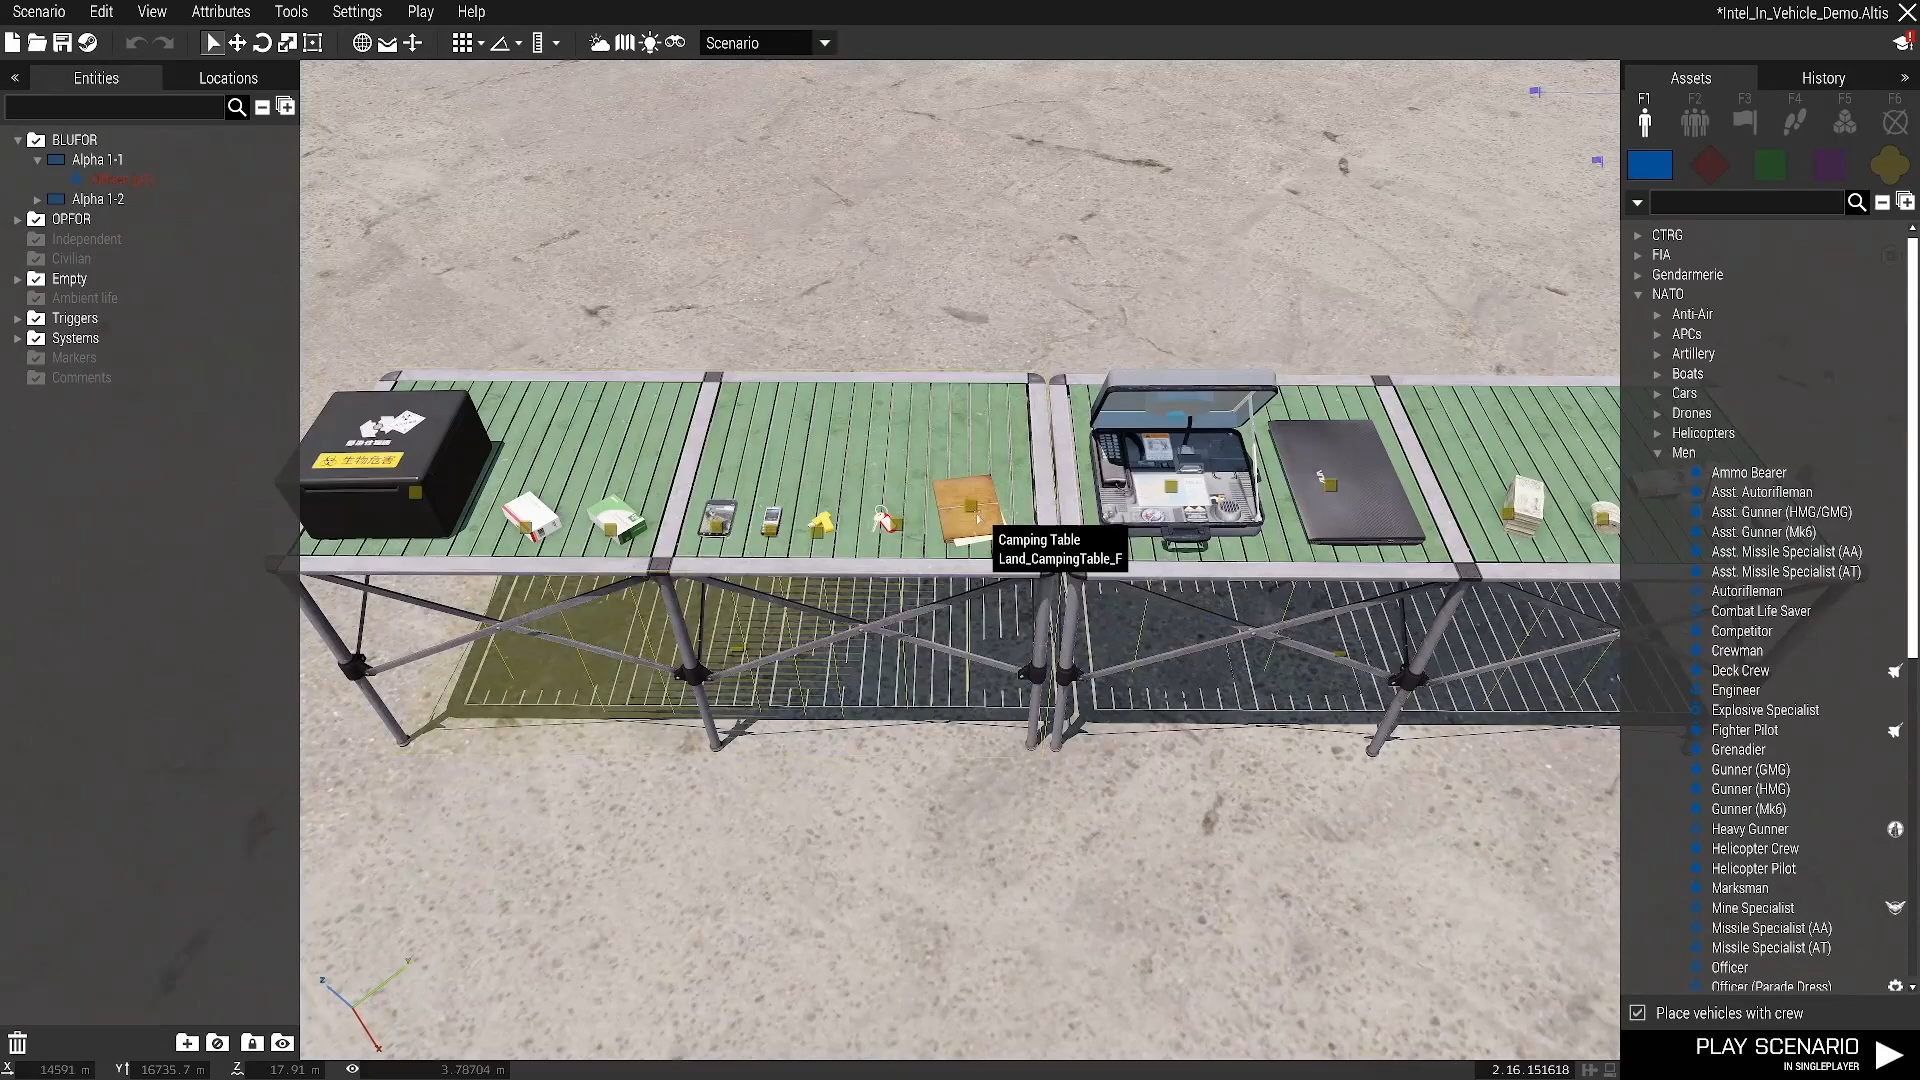 Scenario Edit View Attributes Tools Settings Play Help
*Intel_In_Vehicle_Demo.Altis
Scenario
Entities Locations
BLUFOR
Alpha 1-1
Alpha 1-2
OPFOR
Independent
Civilian
Empty
Ambient life
Triggers
Systems
Markers
Comments
生物危害
Camping Table
Land_CampingTable_F
Assets History
F1 F2 F3 F4 F5 F6
CTRG
FIA
Gendarmerie
NATO
Anti-Air
APCs
Artillery
Boats
Cars
Drones
Helicopters
Men
Ammo Bearer
Asst. Autorifleman
Asst. Gunner (HMG/GMG)
Asst. Gunner (Mk6)
Asst. Missile Specialist (AA)
Asst. Missile Specialist (AT)
Autorifleman
Combat Life Saver
Competitor
Crewman
Deck Crew
Engineer
Explosive Specialist
Fighter Pilot
Grenadier
Gunner (GMG)
Gunner (HMG)
Gunner (Mk6)
Heavy Gunner
Helicopter Crew
Helicopter Pilot
Marksman
Mine Specialist
Missile Specialist (AA)
Missile Specialist (AT)
Officer
Officer (Parade Dress)
Place vehicles with crew
PLAY SCENARIO
IN SINGLEPLAYER
Z Y X
X 14591 m Y 16735.7 m Z 17.91 m 3.78704 m
2.16.151618